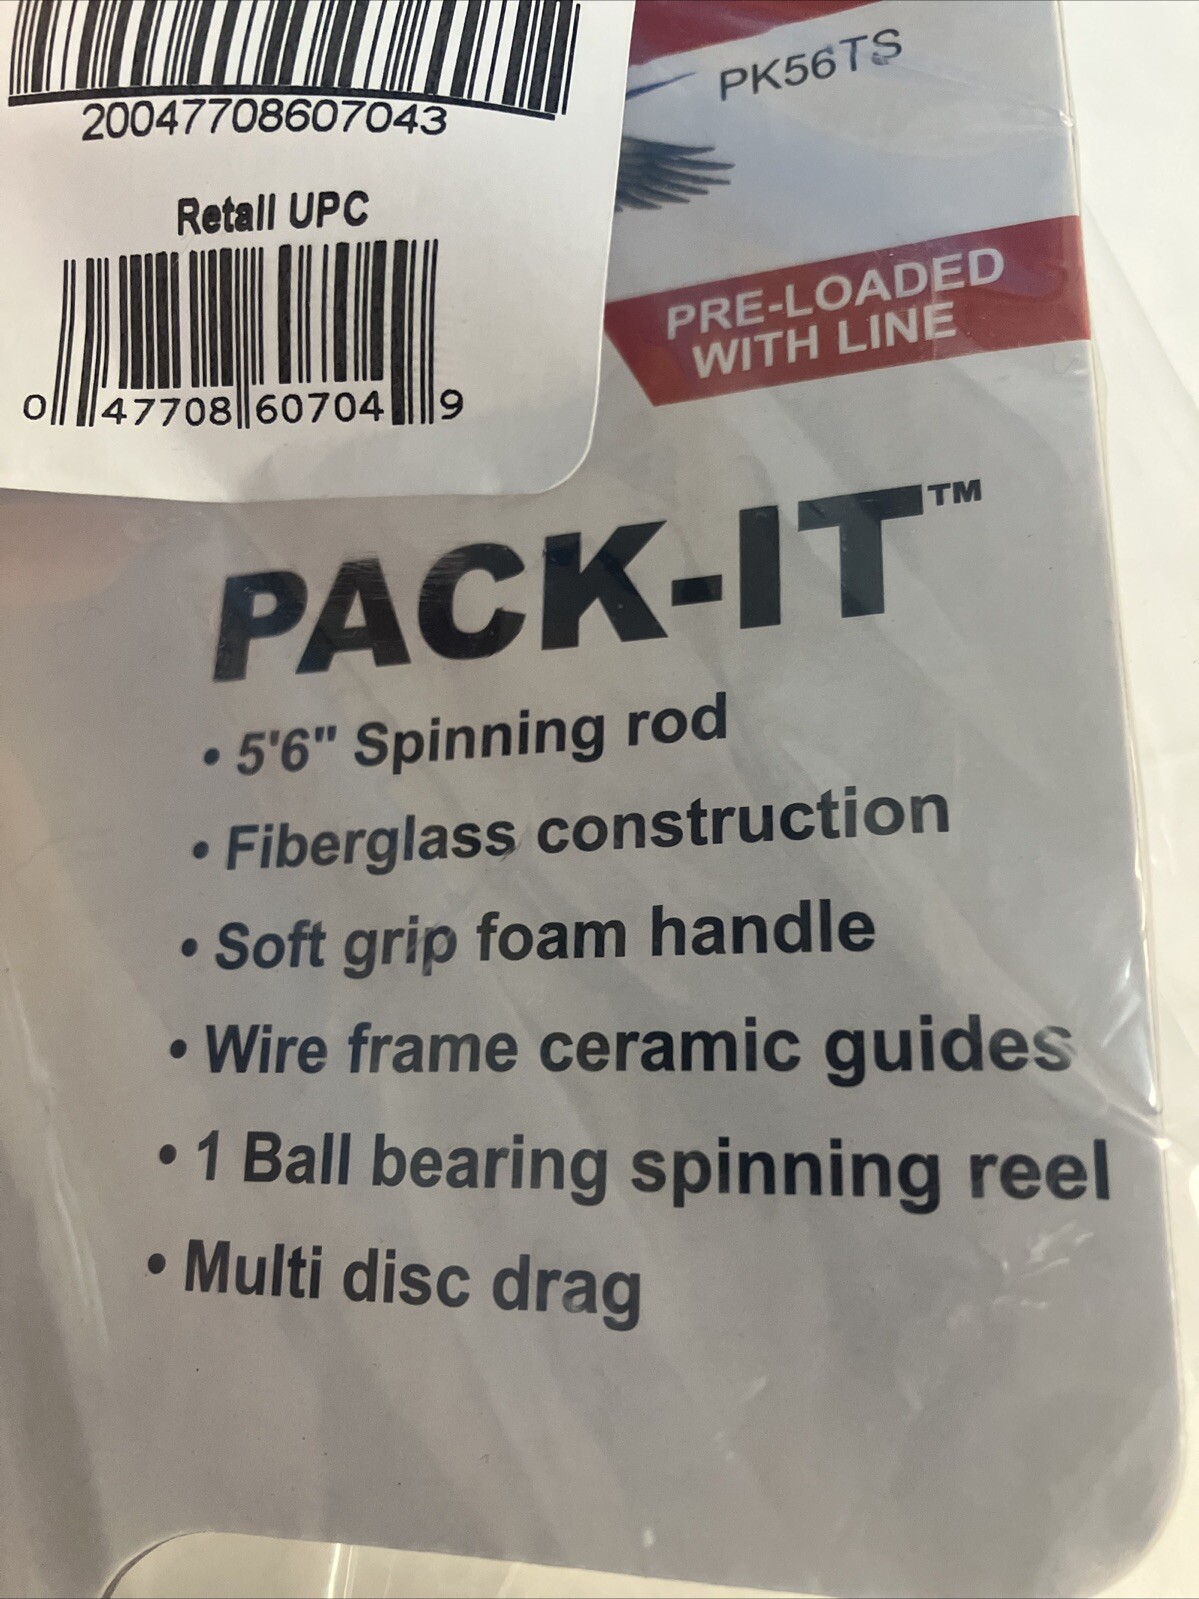 20047708607043
Retail UPC
0 47708 60704 9
PK56TS
PRE-LOADED
WITH LINE
PACK-IT™
• 5'6" Spinning rod
• Fiberglass construction
• Soft grip foam handle
• Wire frame ceramic guides
• 1 Ball bearing spinning reel
• Multi disc drag